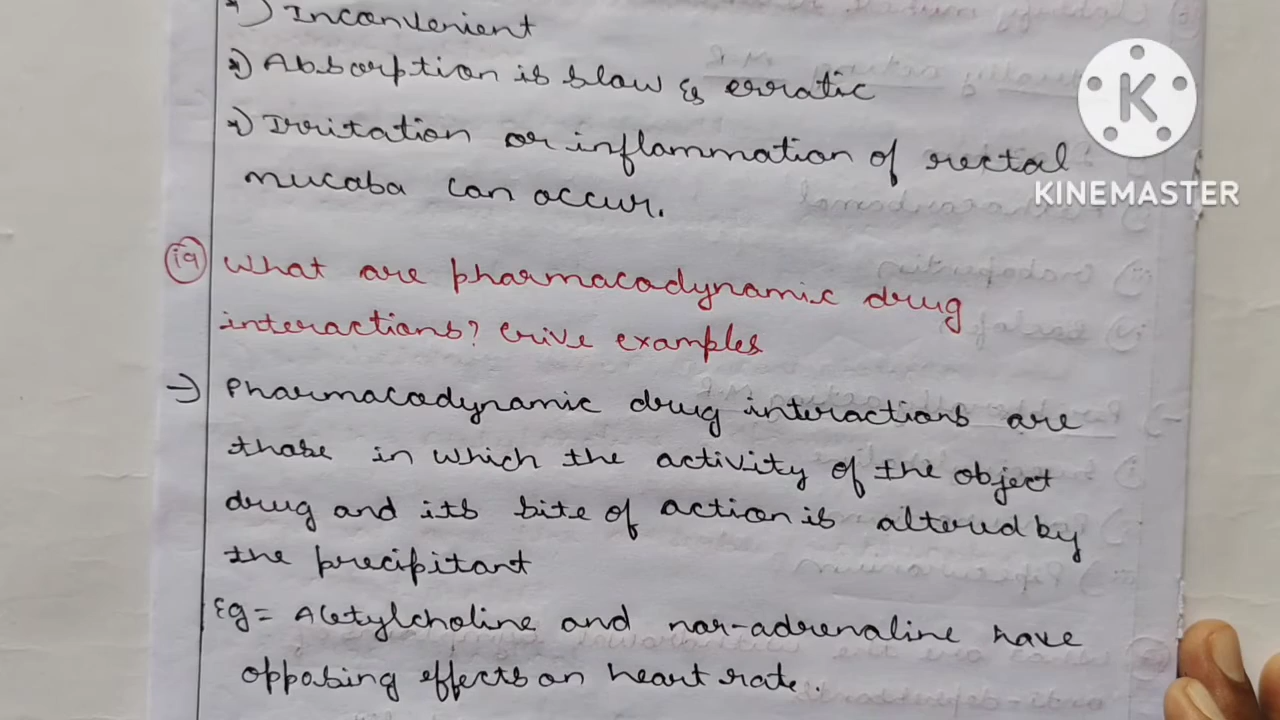 *) Inconvenient
*) Absorption is slow & erratic
*) Irritation or inflammation of rectal
mucaba can occur.
K
KINEMASTER
19 What are pharmacodynamic drug
interactions? Give examples
→ Pharmacodynamic drug interactions are
those in which the activity of the object
drug and its site of action is altered by
the precipitant
Eg = Acetylcholine and nor-adrenaline have
opposing effects on heart rate.